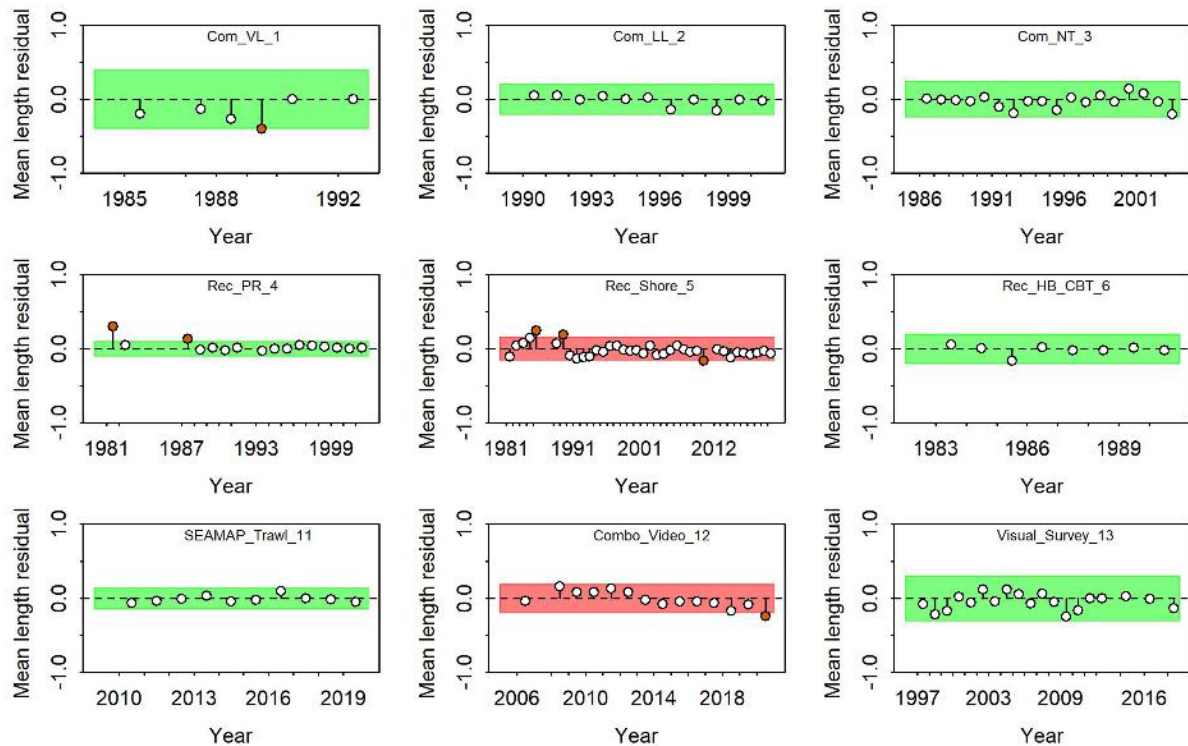 Com_VL_1
Mean length residual
1.0
0.0
-1.0
1985 1988 1992
Year
Com_LL_2
Mean length residual
1.0
0.0
-1.0
1990 1993 1996 1999
Year
Com_NT_3
Mean length residual
1.0
0.0
-1.0
1986 1991 1996 2001
Year
Rec_PR_4
Mean length residual
1.0
0.0
-1.0
1981 1987 1993 1999
Year
Rec_Shore_5
Mean length residual
1.0
0.0
-1.0
1981 1991 2001 2012
Year
Rec_HB_CBT_6
Mean length residual
1.0
0.0
-1.0
1983 1986 1989
Year
SEAMAP_Trawl_11
Mean length residual
1.0
0.0
-1.0
2010 2013 2016 2019
Year
Combo_Video_12
Mean length residual
1.0
0.0
-1.0
2006 2010 2014 2018
Year
Visual_Survey_13
Mean length residual
1.0
0.0
-1.0
1997 2003 2009 2016
Year